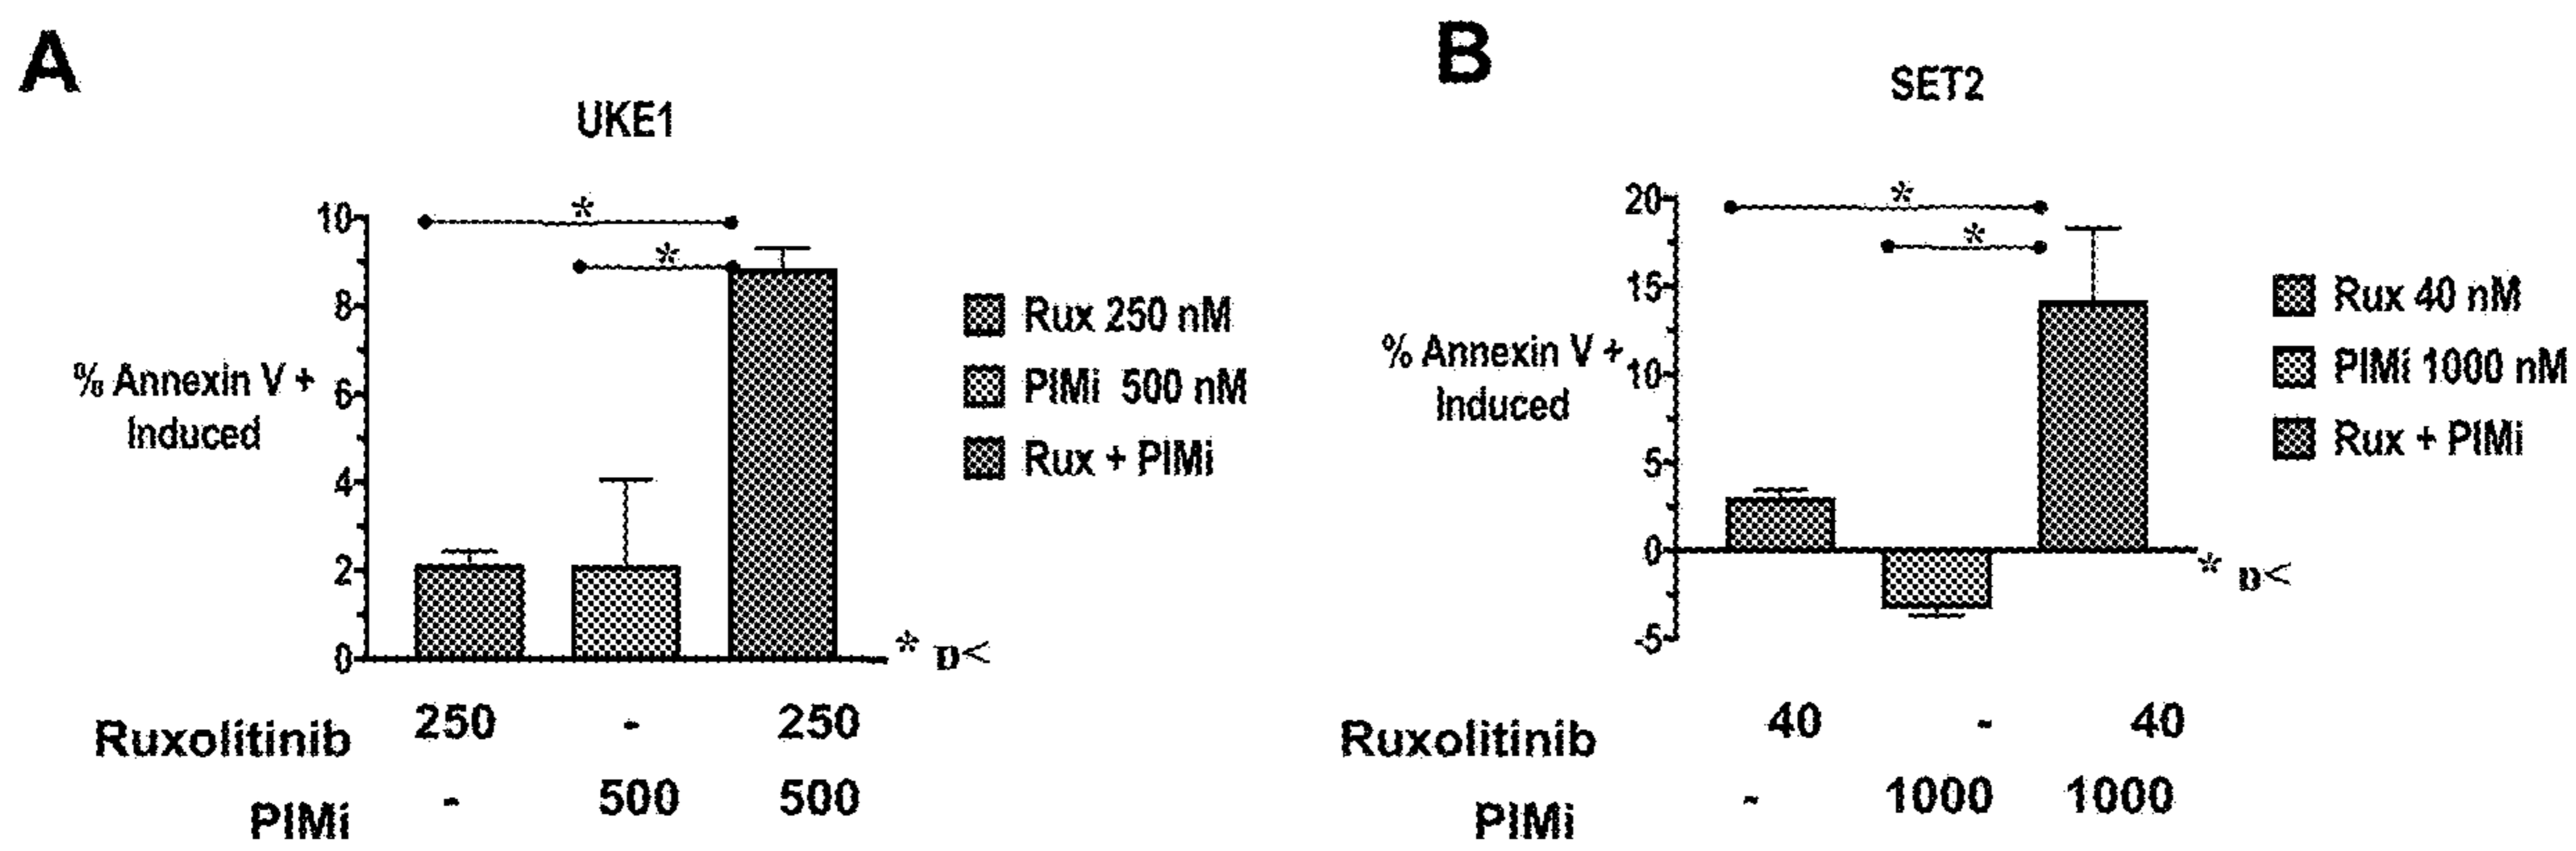 A
UKE1
10
8
6
4
2
0
% Annexin V +
Induced
*
*
Rux 250 nM
PIMi 500 nM
Rux + PIMi
* p<
Ruxolitinib 250 - 250
PIMi - 500 500
B
SET2
20
15
10
5
0
-5
% Annexin V +
Induced
*
*
Rux 40 nM
PIMi 1000 nM
Rux + PIMi
* p<
Ruxolitinib 40 - 40
PIMi - 1000 1000